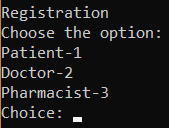 Registration
Choose the option:
Patient-1
Doctor-2
Pharmacist-3
Choice: